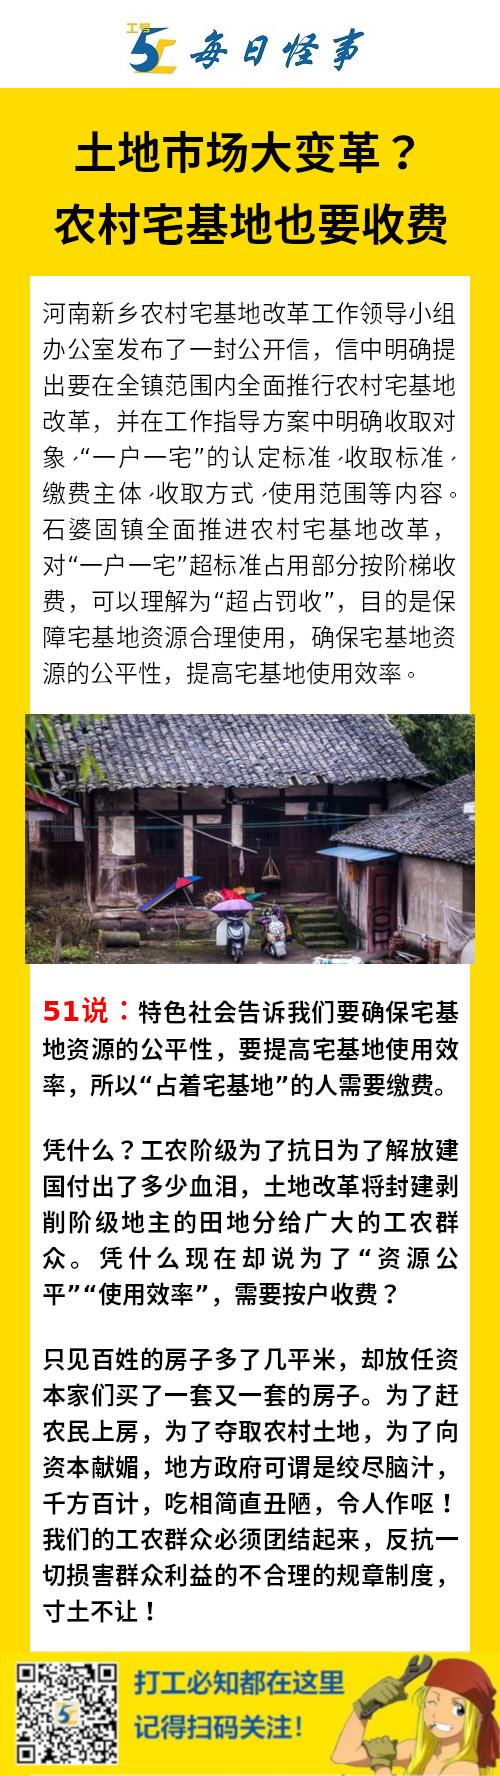 工号
51
每日怪事
土地市场大变革？
农村宅基地也要收费
河南新乡农村宅基地改革工作领导小组
办公室发布了一封公开信，信中明确提
出要在全镇范围内全面推行农村宅基地
改革，并在工作指导方案中明确收取对
象、“一户一宅”的认定标准、收取标准、
缴费主体、收取方式、使用范围等内容。
石婆固镇全面推进农村宅基地改革，
对“一户一宅”超标准占用部分按阶梯收
费，可以理解为“超占罚收”，目的是保
障宅基地资源合理使用，确保宅基地资
源的公平性，提高宅基地使用效率。
51说：特色社会告诉我们要确保宅基
地资源的公平性，要提高宅基地使用效
率，所以“占着宅基地”的人需要缴费。
凭什么？工农阶级为了抗日为了解放建
国付出了多少血泪，土地改革将封建剥
削阶级地主的田地分给广大的工农群
众。凭什么现在却说为了“资源公
平”“使用效率”，需要按户收费？
只见百姓的房子多了几平米，却放任资
本家们买了一套又一套的房子。为了赶
农民上房，为了夺取农村土地，为了向
资本献媚，地方政府可谓是绞尽脑汁，
千方百计，吃相简直丑陋，令人作呕！
我们的工农群众必须团结起来，反抗一
切损害群众利益的不合理的规章制度，
寸土不让！
打工必知都在这里
记得扫码关注！